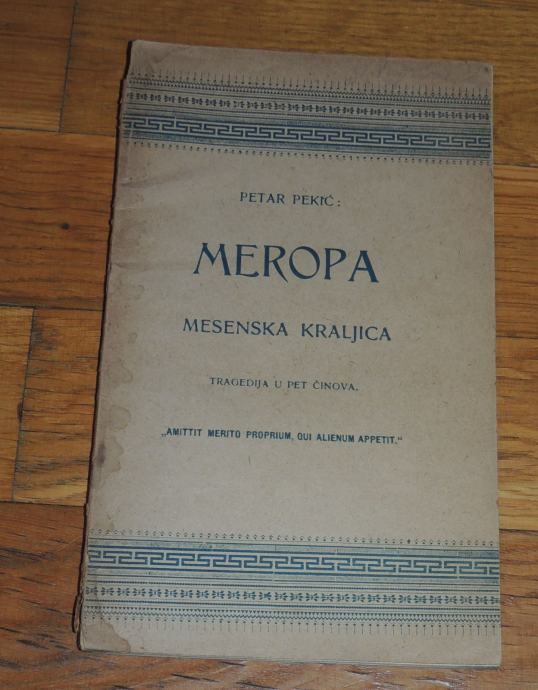 PETAR PEKIĆ:
MEROPA
MESENSKA KRALJICA
TRAGEDIJA U PET ČINOVA.
„AMITTIT MERITO PROPRIUM, QUI ALIENUM APPETIT.“